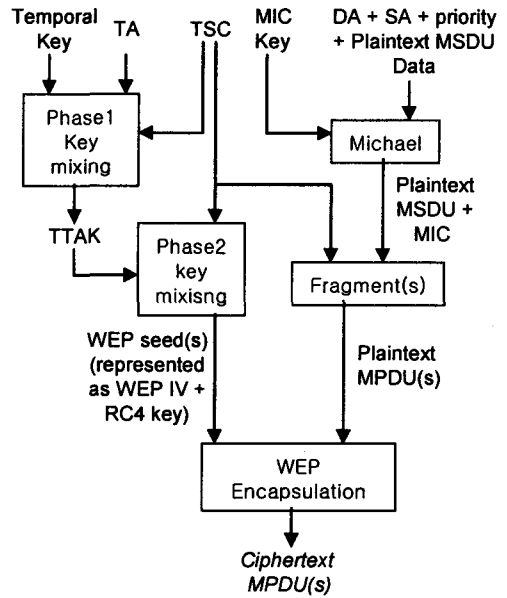 Temporal
Key
TA
TSC
MIC
Key
DA + SA + priority
+ Plaintext MSDU
Data
Phase1
Key
mixing
Michael
TTAK
Plaintext
MSDU +
MIC
Phase2
key
mixisng
Fragment(s)
WEP seed(s)
(represented
as WEP IV +
RC4 key)
Plaintext
MPDU(s)
WEP
Encapsulation
Ciphertext
MPDU(s)